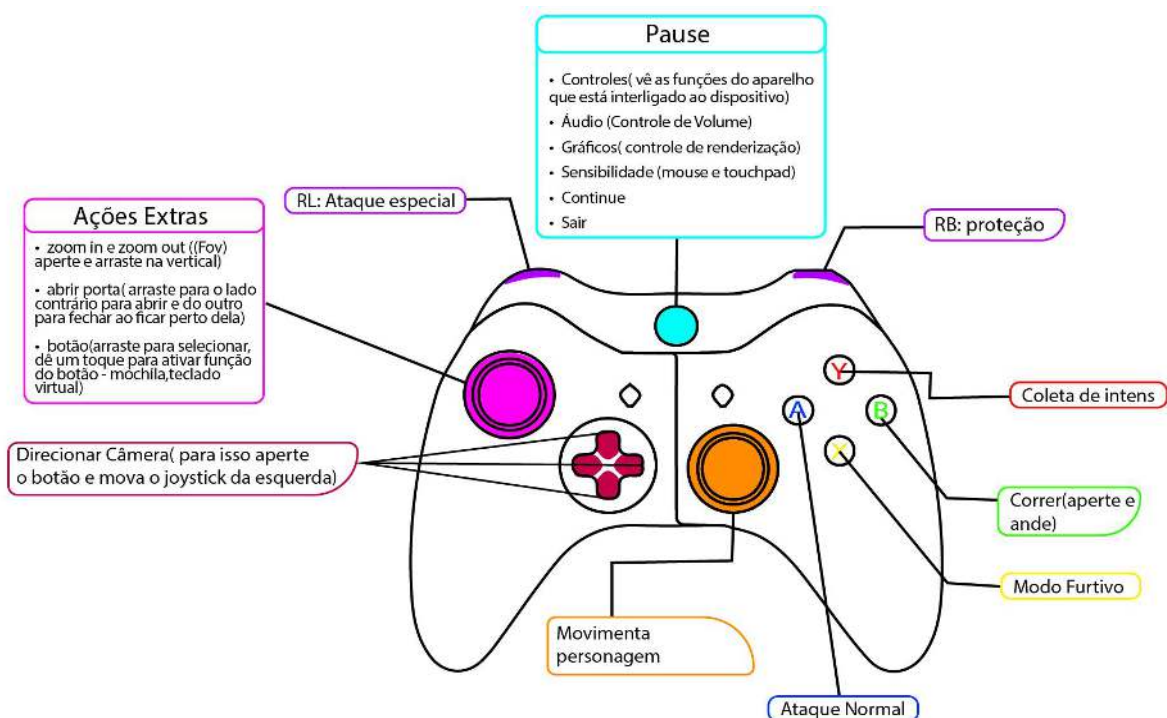 Pause
• Controles( vê as funções do aparelho
que está interligado ao dispositivo)
• Áudio (Controle de Volume)
• Gráficos( controle de renderização)
• Sensibilidade (mouse e touchpad)
• Continue
• Sair
RL: Ataque especial
RB: proteção
Ações Extras
• zoom in e zoom out ((Fov)
aperte e arraste na vertical)
• abrir porta( arraste para o lado
contrário para abrir e do outro
para fechar ao ficar perto dela)
• botão(arraste para selecionar,
dê um toque para ativar função
do botão - mochila,teclado
virtual)
Y
A
B
X
Coleta de intens
Direcionar Câmera( para isso aperte
o botão e mova o joystick da esquerda)
Correr(aperte e
ande)
Modo Furtivo
Movimenta
personagem
Ataque Normal